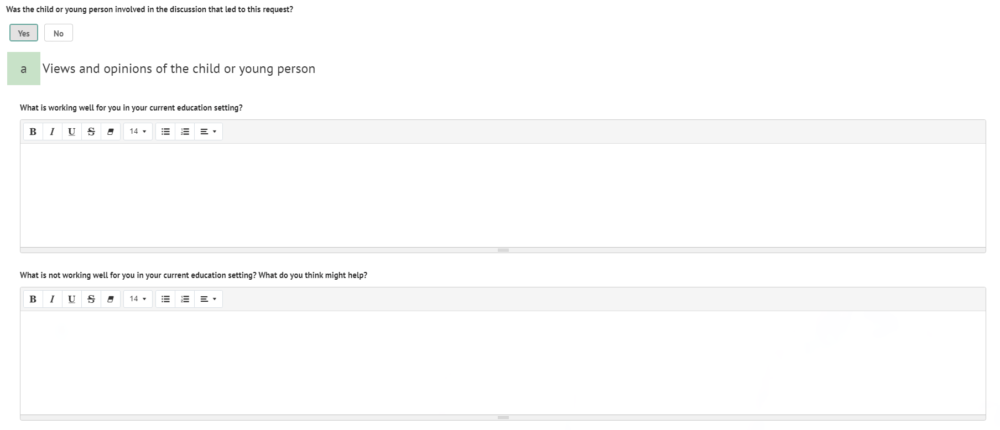 Was the child or young person involved in the discussion that led to this request?
Yes No
a Views and opinions of the child or young person
What is working well for you in your current education setting?
B I U S 14
What is not working well for you in your current education setting? What do you think might help?
B I U S 14